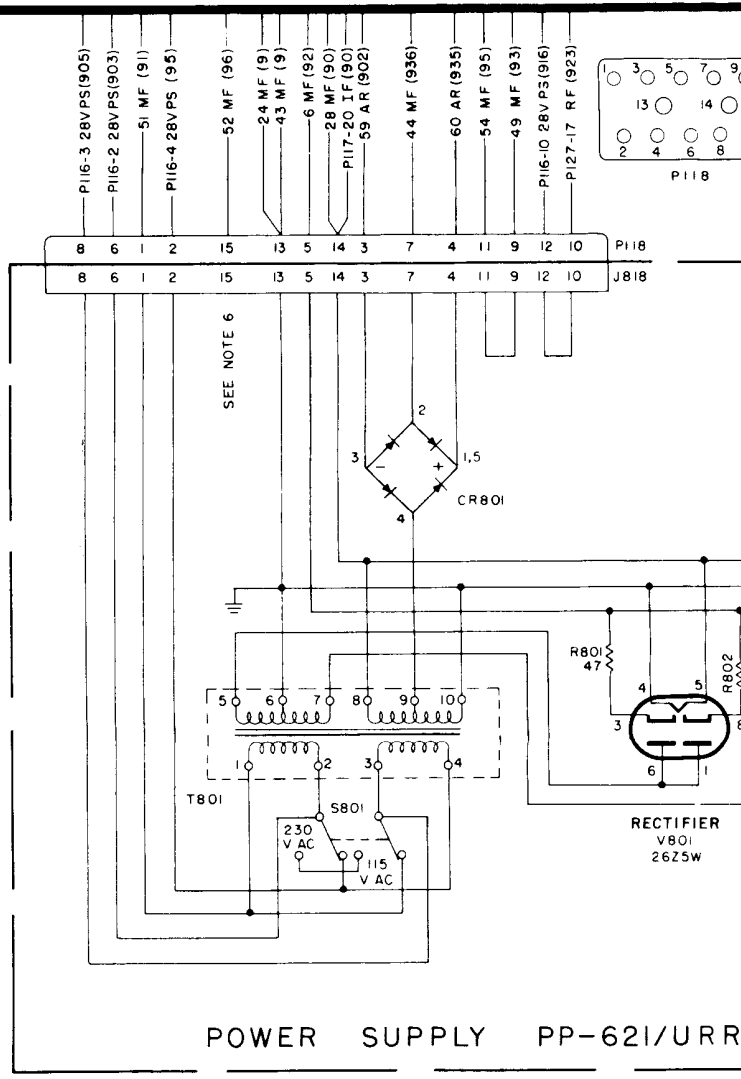 P116-3 28V PS(905)
P116-2 28V PS(903)
51 MF (91)
P116-4 28V PS (95)
52 MF (96)
24 MF (9)
43 MF (9)
6 MF (92)
28 MF (90)
P117-20 IF (90)
59 AR (902)
44 MF (936)
60 AR (935)
54 MF (95)
49 MF (93)
P116-10 28V PS (916)
P127-17 RF (923)
1 3 5 7 9
13 14
2 4 6 8
P118
8 6 1 2 15 13 5 14 3 7 4 11 9 12 10 P118
8 6 1 2 15 13 5 14 3 7 4 11 9 12 10 J818
SEE NOTE 6
2
3 - + 1,5
CR801
4
R801
47
R802
4 5
3 8
6 1
5 6 7 8 9 10
1 2 3 4
T801
S801
230
V AC
115
V AC
RECTIFIER
V801
26Z5W
POWER SUPPLY PP-621/URR